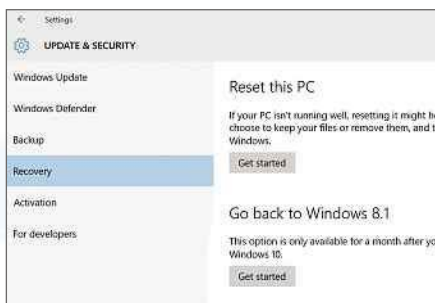 Settings
UPDATE & SECURITY
Windows Update
Windows Defender
Backup
Recovery
Activation
For developers
Reset this PC
If your PC isn't running well, resetting it might
choose to keep your files or remove them, and
Windows.
Get started
Go back to Windows 8.1
This option is only available for a month after
Windows 10.
Get started